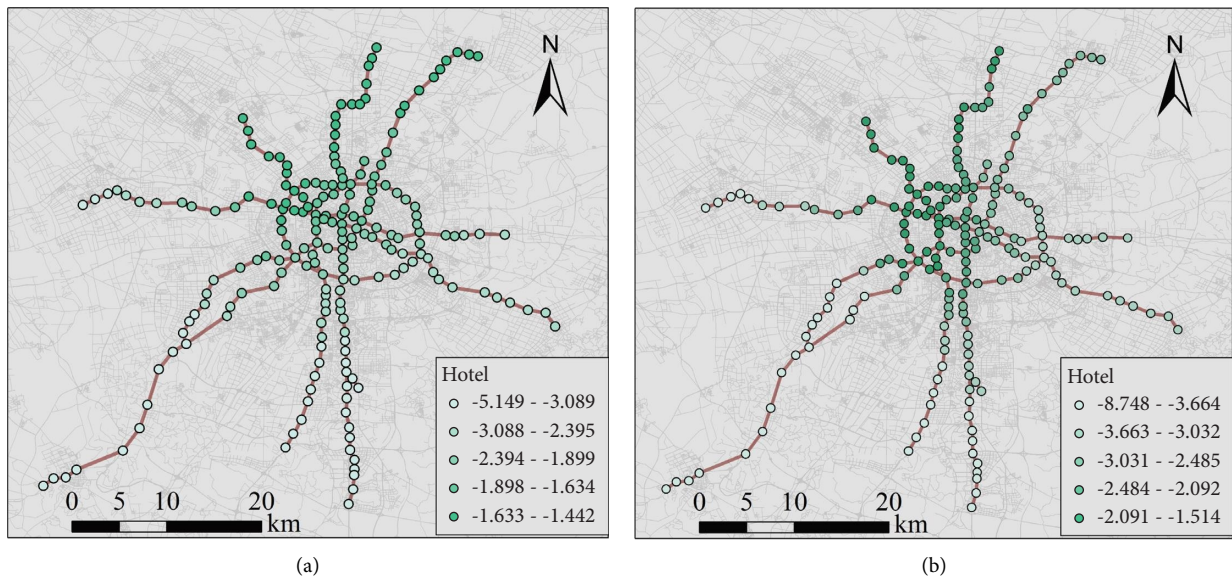 N
Hotel
-5.149 - -3.089
-3.088 - -2.395
-2.394 - -1.899
-1.898 - -1.634
-1.633 - -1.442
0 5 10 20
km
(a)
N
Hotel
-8.748 - -3.664
-3.663 - -3.032
-3.031 - -2.485
-2.484 - -2.092
-2.091 - -1.514
0 5 10 20
km
(b)